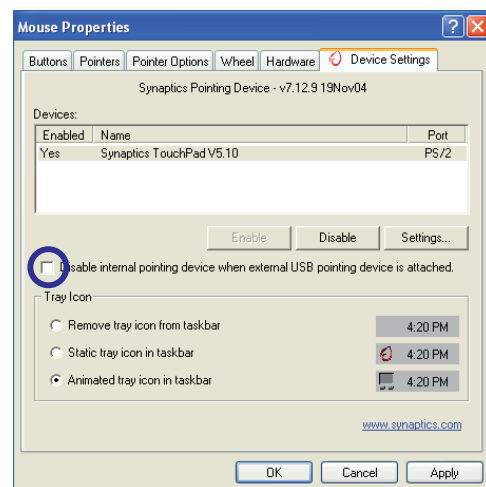 Mouse Properties
Buttons Pointers Pointer Options Wheel Hardware Device Settings
Synaptics Pointing Device - v7.12.9 19Nov04
Devices:
Enabled Name Port
Yes Synaptics TouchPad V5.10 PS/2
Enable Disable Settings...
Disable internal pointing device when external USB pointing device is attached.
Tray Icon
Remove tray icon from taskbar 4:20 PM
Static tray icon in taskbar 4:20 PM
Animated tray icon in taskbar 4:20 PM
www.synaptics.com
OK Cancel Apply